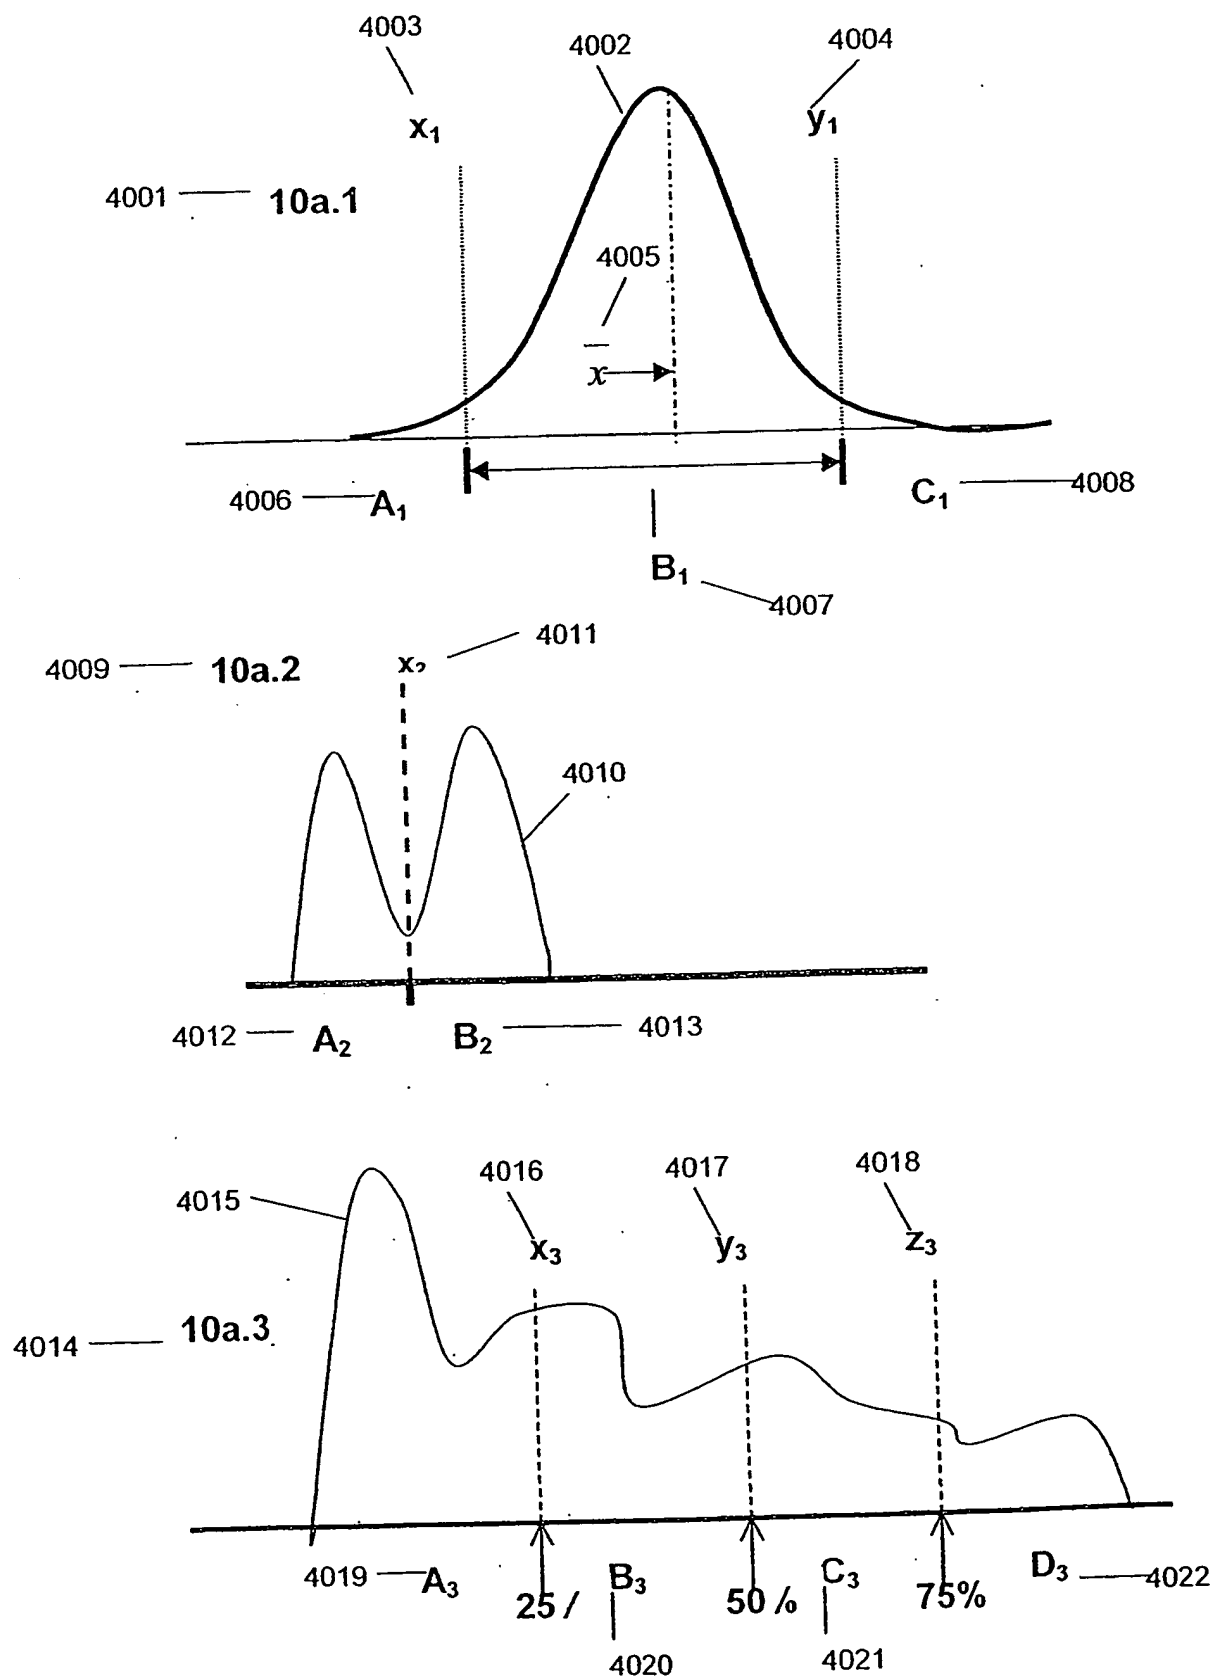 4003
4002
4004
x₁
y₁
4001
10a.1
4005
x̅
4006
A₁
C₁
4008
B₁
4007
4009
10a.2
x₂
4011
4010
4012
A₂
B₂
4013
4015
4016
4017
4018
x₃
y₃
z₃
4014
10a.3
4019
A₃
B₃
C₃
D₃
4022
25 /
50 %
75%
4020
4021